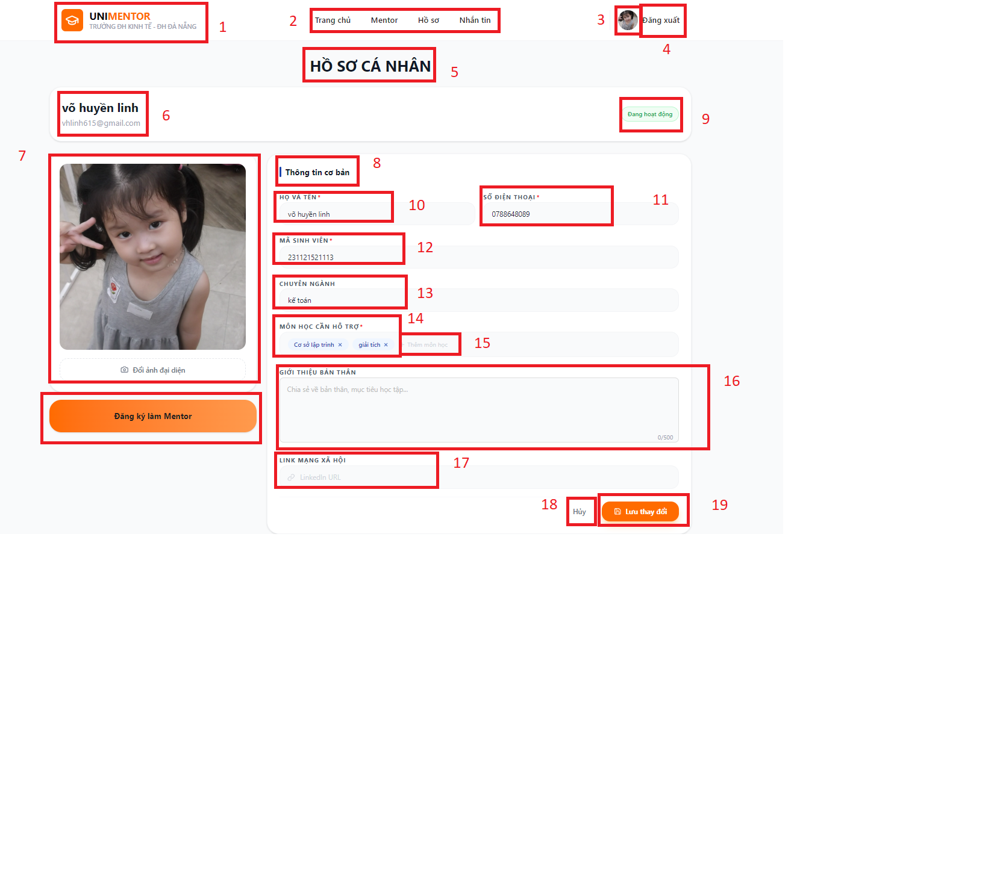 UNIMENTOR
TRƯỜNG ĐH KINH TẾ - ĐH ĐÀ NẴNG
1
2
Trang chủ Mentor Hồ sơ Nhắn tin
3
Đăng xuất
4
HỒ SƠ CÁ NHÂN
5
võ huyền linh
vhlinh615@gmail.com
6
Đang hoạt động
9
7
Đổi ảnh đại diện
Đăng ký làm Mentor
Thông tin cơ bản
8
HỌ VÀ TÊN*
võ huyền linh
10
SỐ ĐIỆN THOẠI*
0788648089
11
MÃ SINH VIÊN*
231121521113
12
CHUYÊN NGÀNH
kế toán
13
MÔN HỌC CẦN HỖ TRỢ*
14
Cơ sở lập trình × giải tích × Thêm môn học
15
GIỚI THIỆU BẢN THÂN
Chia sẻ về bản thân, mục tiêu học tập...
0/500
16
LINK MẠNG XÃ HỘI
LinkedIn URL
17
18
Hủy
Lưu thay đổi
19